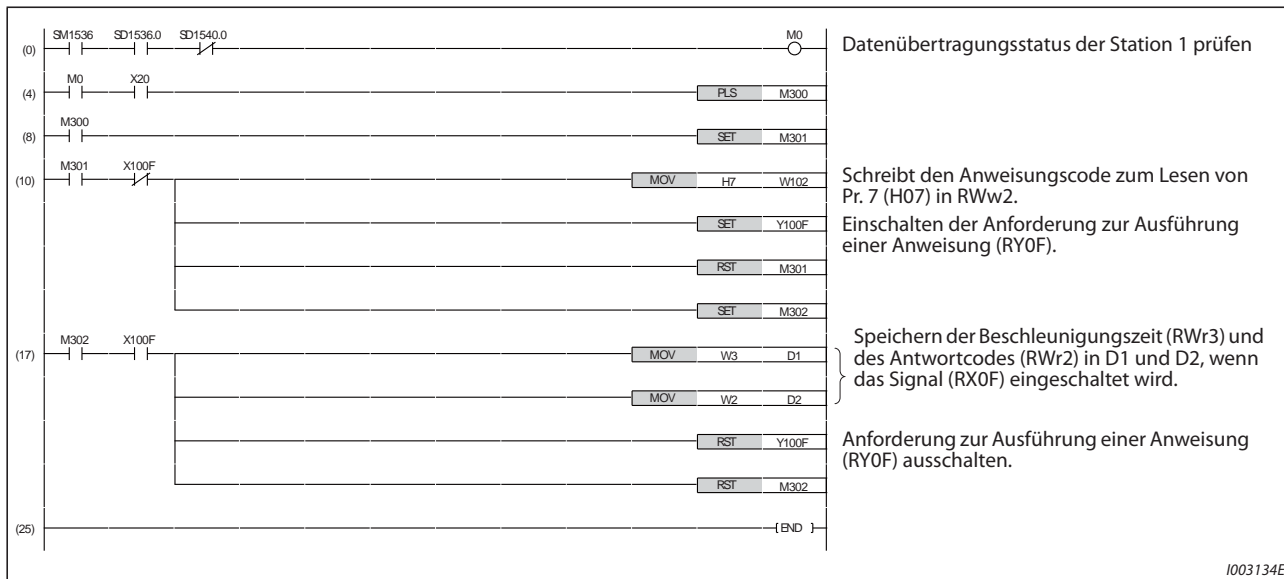 SM1536 SD1536.0 SD1540.0 M0
(0) Datenübertragungsstatus der Station 1 prüfen
M0 X20
(4) PLS M300
M300
(8) SET M301
M301 X100F
(10) MOV H7 W102
Schreibt den Anweisungscode zum Lesen von
Pr. 7 (H07) in RWw2.
SET Y100F
Einschalten der Anforderung zur Ausführung
einer Anweisung (RY0F).
RST M301
SET M302
M302 X100F
(17) MOV W3 D1
Speichern der Beschleunigungszeit (RWr3) und
des Antwortcodes (RWr2) in D1 und D2, wenn
das Signal (RX0F) eingeschaltet wird.
MOV W2 D2
RST Y100F
Anforderung zur Ausführung einer Anweisung
(RY0F) ausschalten.
RST M302
(25) END
I003134E